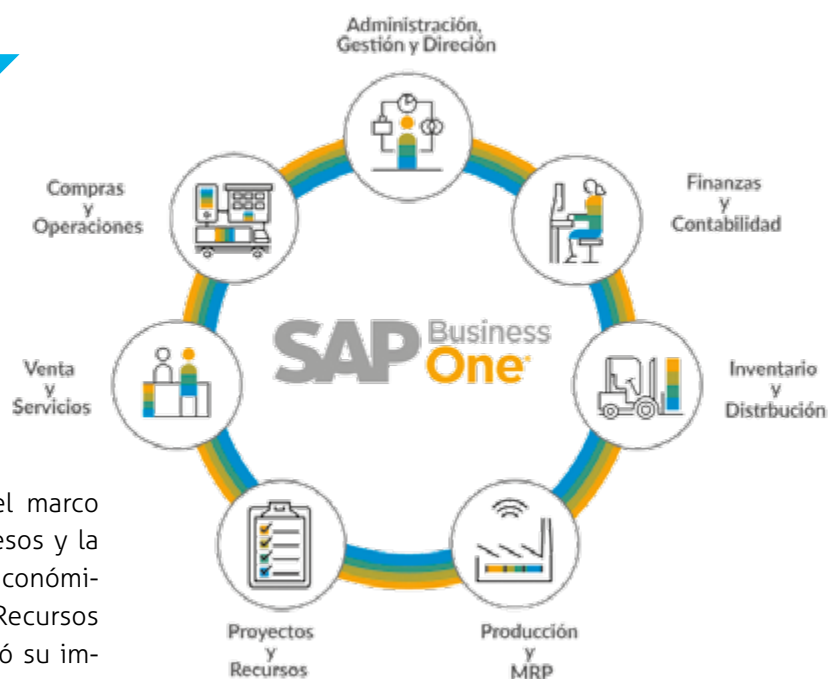 Administración,
Gestión y Direción
Compras
y
Operaciones
Finanzas
y
Contabilidad
SAP Business
One
Venta
y
Servicios
Inventario
y
Distrbución
Proyectos
y
Recursos
Producción
y
MRP
el marco
esos y la
conómi-
Recursos
ó su im-